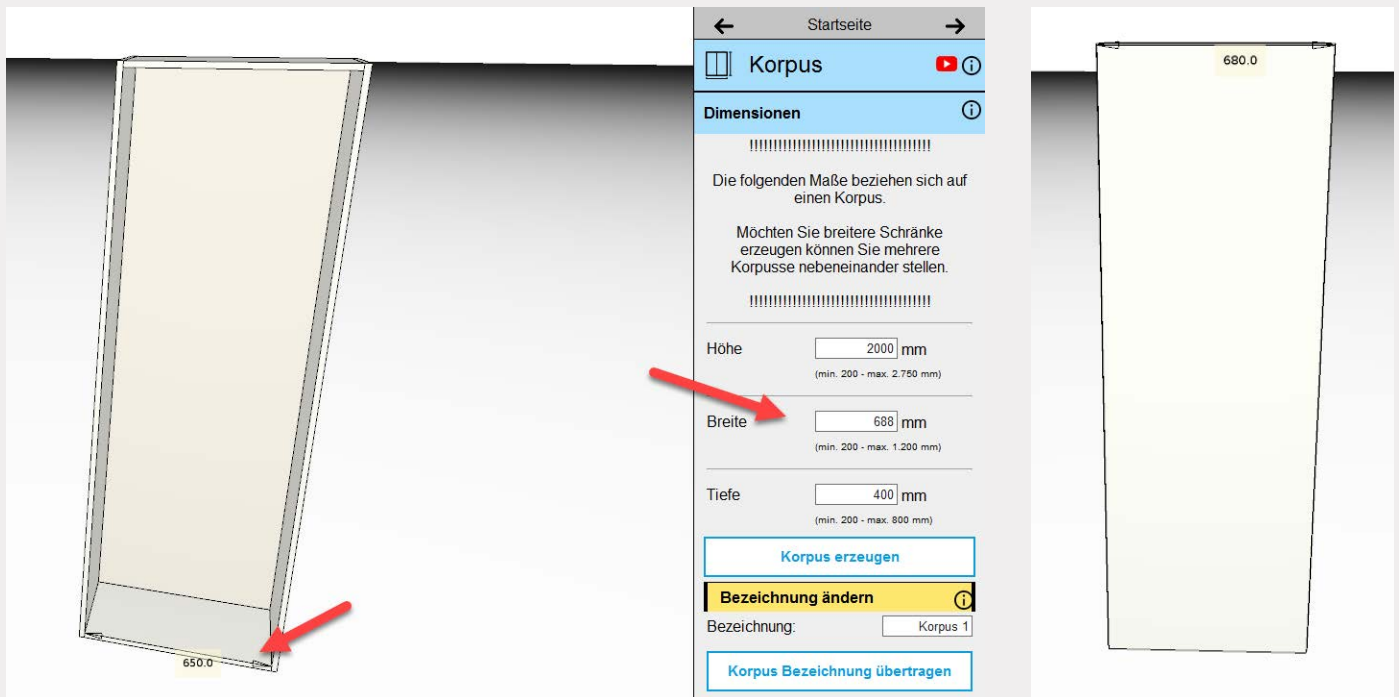 650.0
Startseite
Korpus
Dimensionen
!!!!!!!!!!!!!!!!!!!!!!!!!!!!!!!!!!!!!!
Die folgenden Maße beziehen sich auf
einen Korpus.
Möchten Sie breitere Schränke
erzeugen können Sie mehrere
Korpusse nebeneinander stellen.
!!!!!!!!!!!!!!!!!!!!!!!!!!!!!!!!!!!!!!
Höhe 2000 mm
(min. 200 - max. 2.750 mm)
Breite 688 mm
(min. 200 - max. 1.200 mm)
Tiefe 400 mm
(min. 200 - max. 800 mm)
Korpus erzeugen
Bezeichnung ändern
Bezeichnung: Korpus 1
Korpus Bezeichnung übertragen
680.0